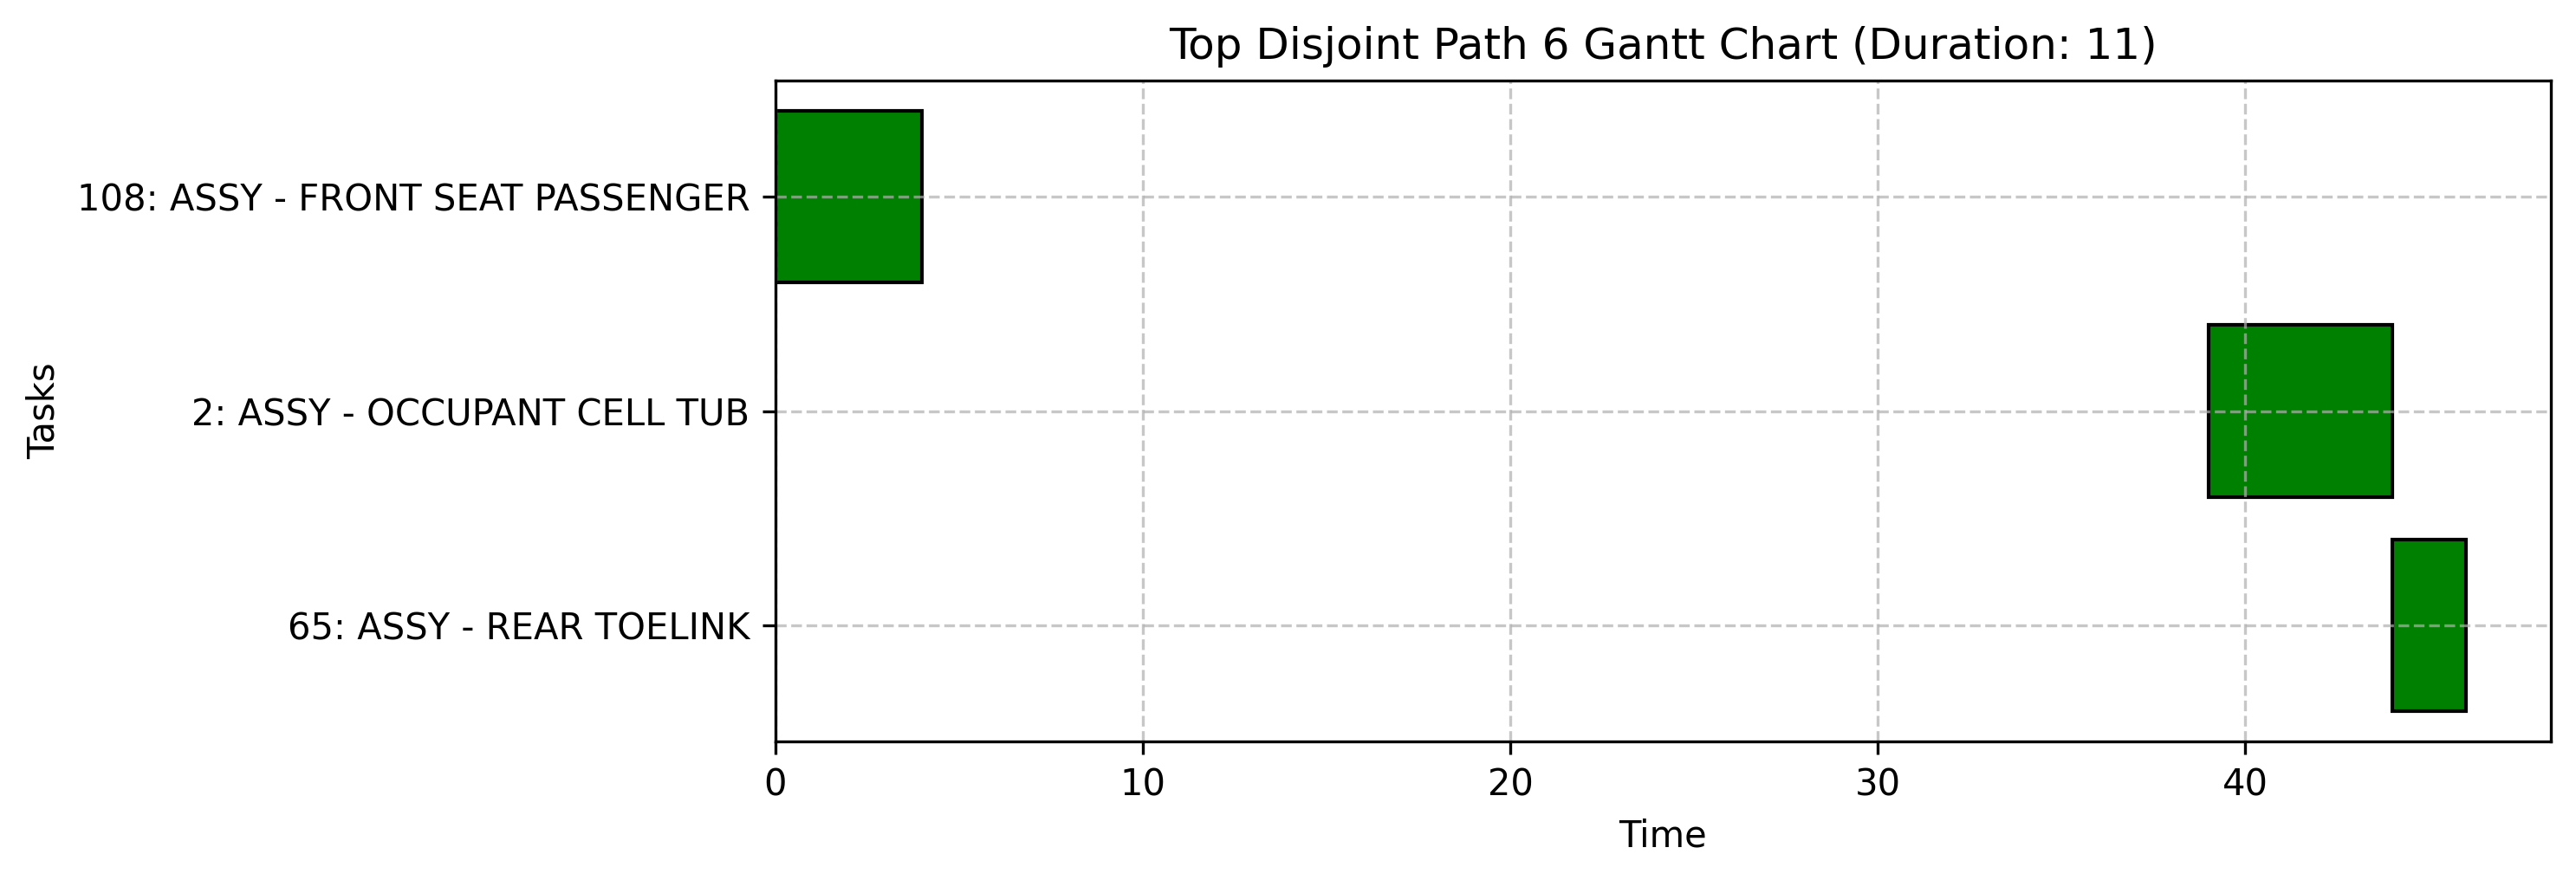 Top Disjoint Path 6 Gantt Chart (Duration: 11)
108: ASSY - FRONT SEAT PASSENGER
2: ASSY - OCCUPANT CELL TUB
65: ASSY - REAR TOELINK
Tasks
0 10 20 30 40
Time